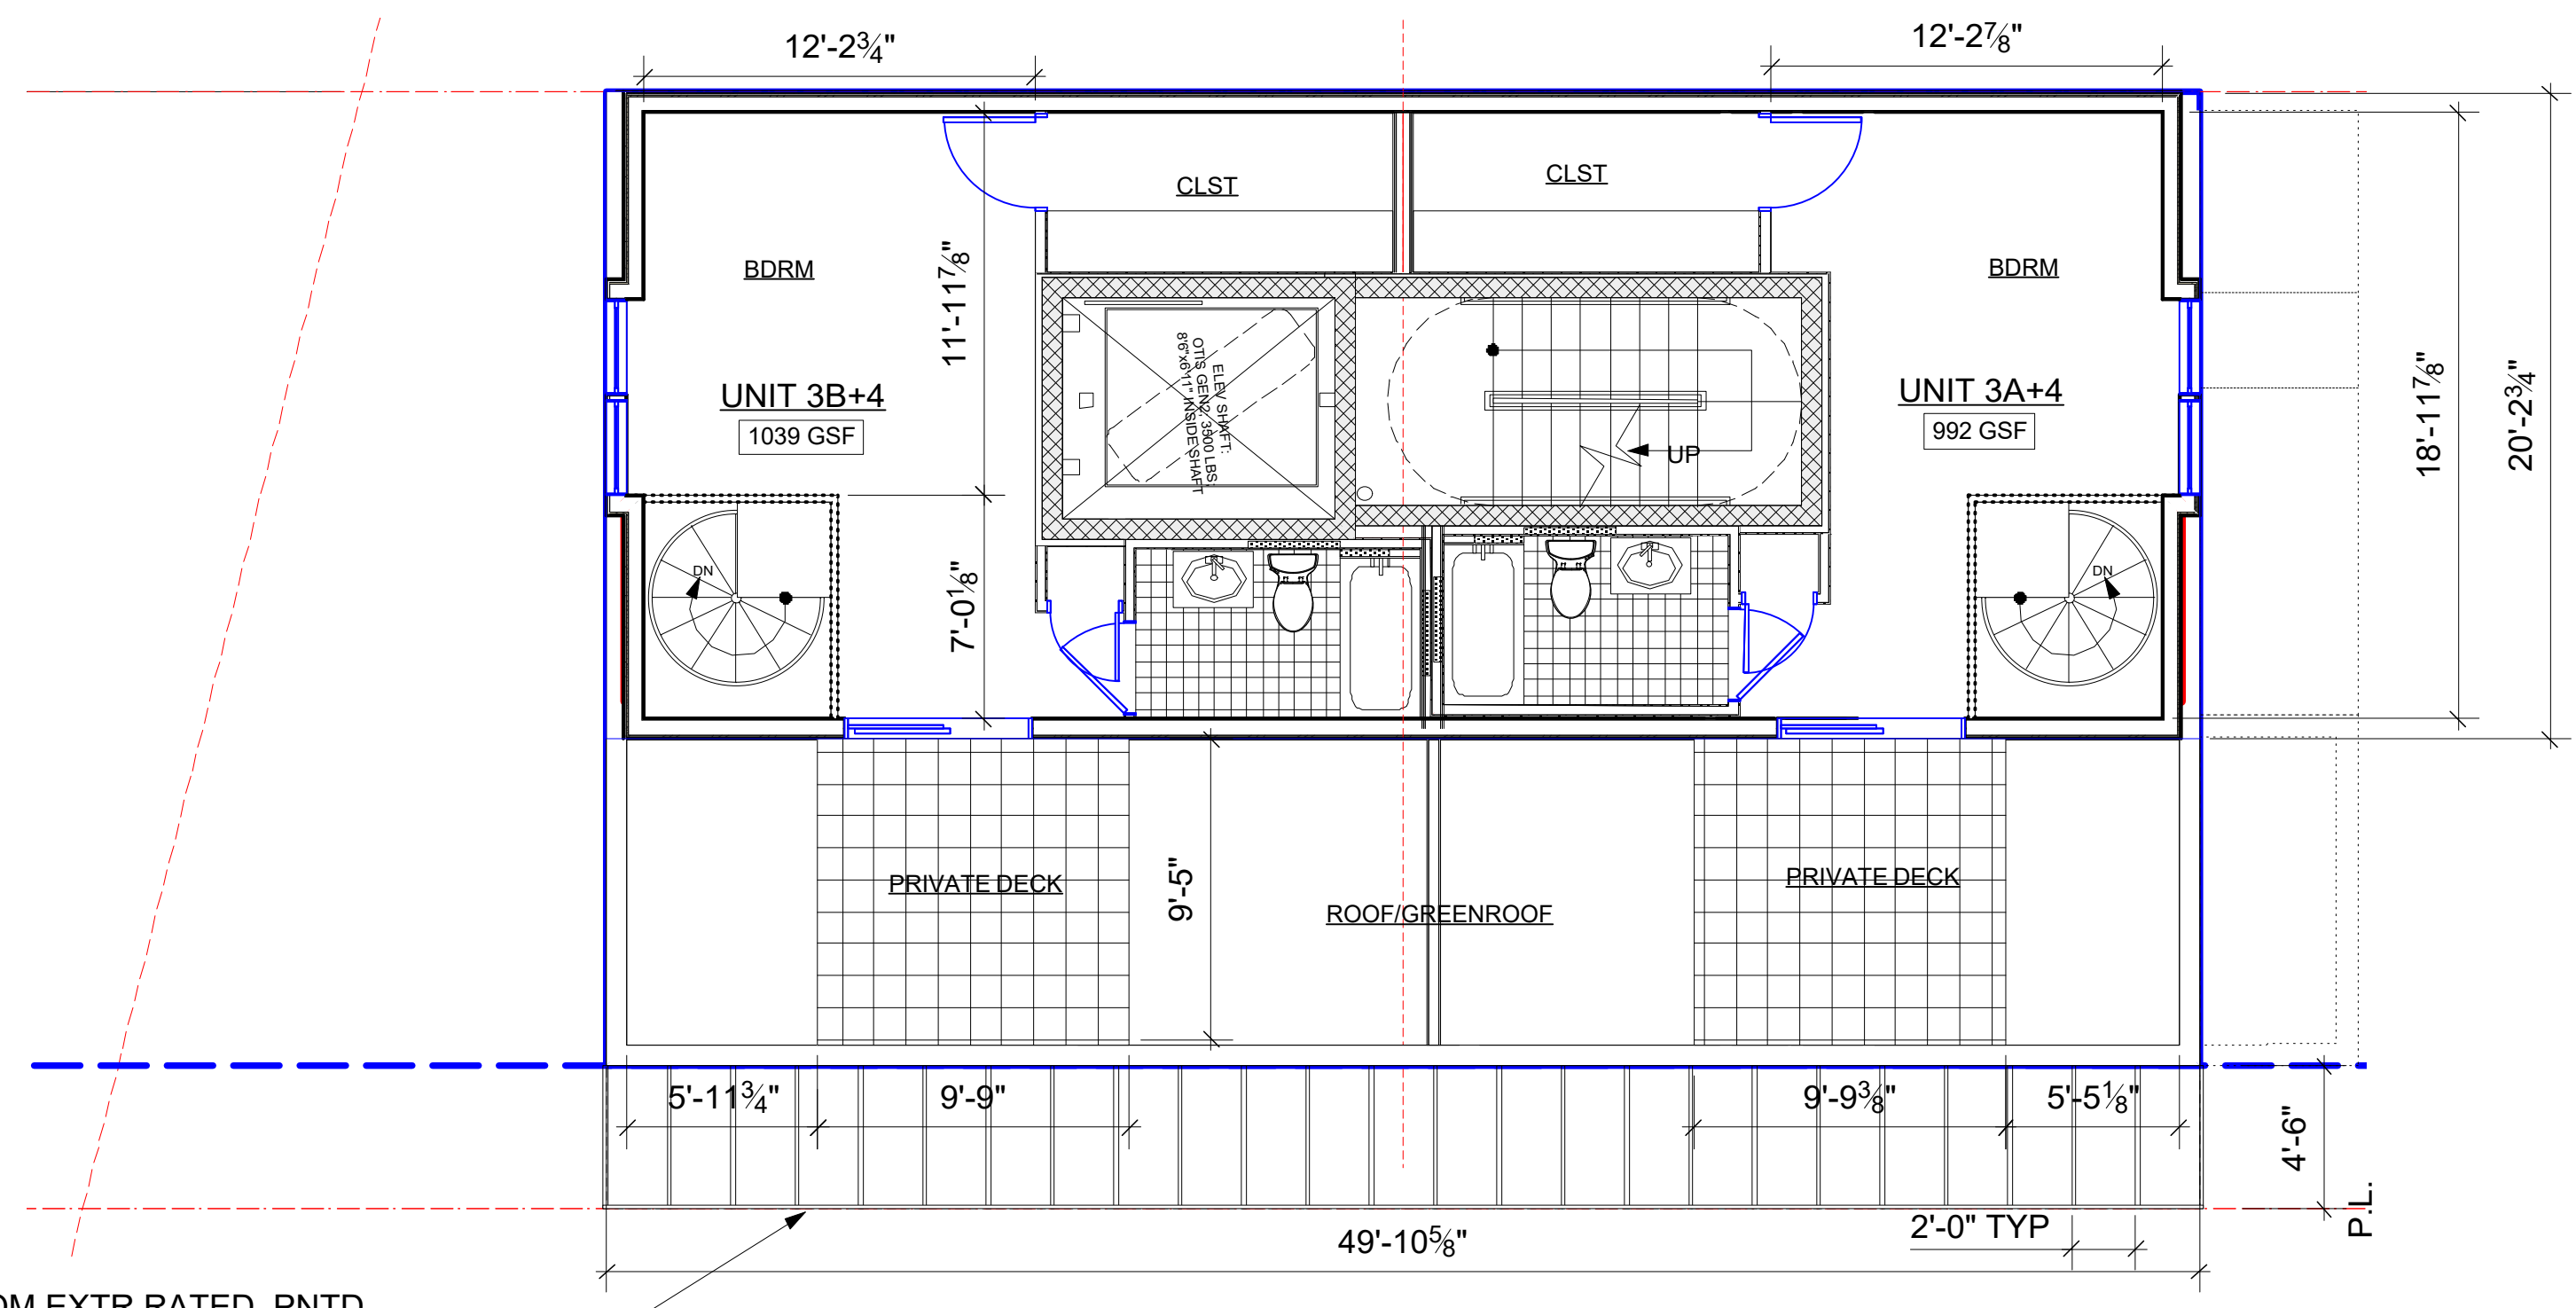 12'-2¾"
12'-2⅞"
CLST
CLST
BDRM
BDRM
11'-11⅞"
ELEV SHAFT:
OTIS GEN2, 3500 LBS.
8'6"x6'11" INSIDE SHAFT
UNIT 3B+4
1039 GSF
UNIT 3A+4
992 GSF
UP
18'-11⅞"
20'-2¾"
DN
DN
7'-0⅛"
PRIVATE DECK
9'-5"
ROOF/GREENROOF
PRIVATE DECK
5'-11¾"
9'-9"
9'-9⅜"
5'-5⅛"
4'-6"
P.L.
2'-0" TYP
49'-10⅝"
EXTR RATED, PNTD